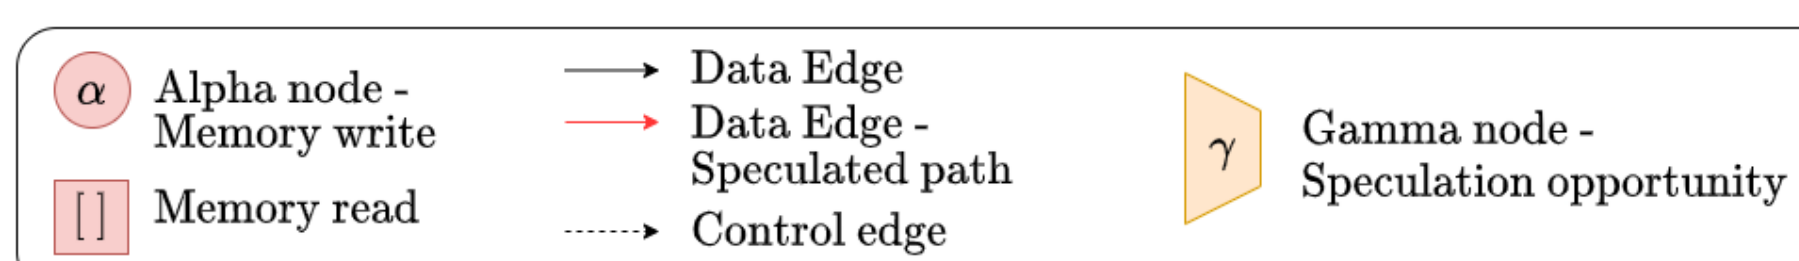 α
Alpha node -
Memory write
[ ]
Memory read
Data Edge
Data Edge -
Speculated path
Control edge
γ
Gamma node -
Speculation opportunity